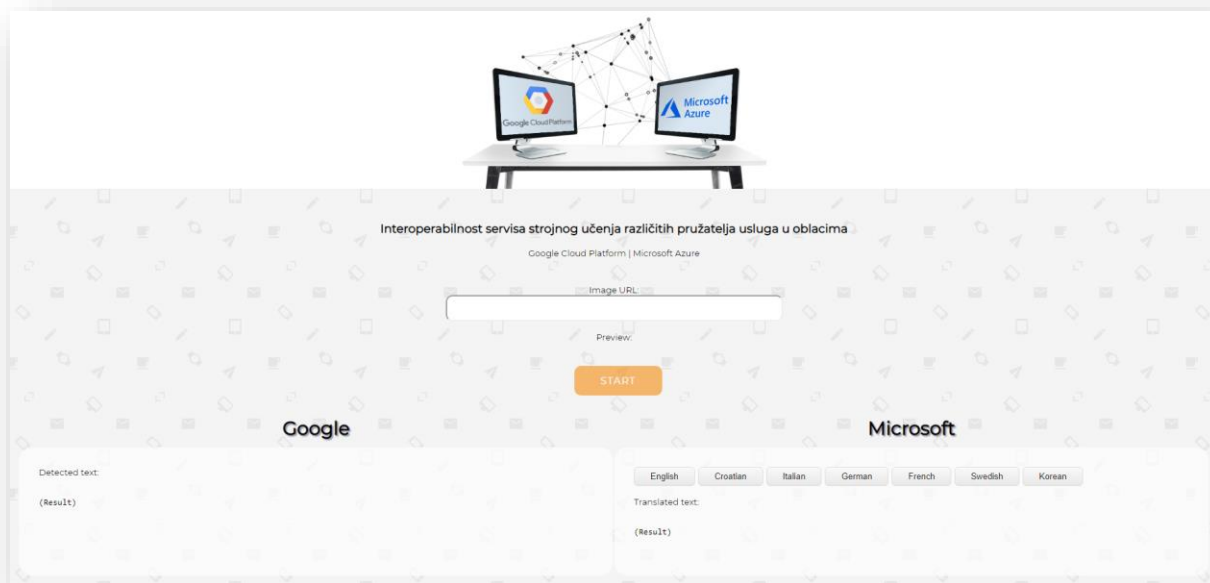 Google Cloud Platform
Microsoft
Azure
Interoperabilnost servisa strojnog učenja različitih pružatelja usluga u oblacima
Google Cloud Platform | Microsoft Azure
Image URL:
Preview:
START
Google
Microsoft
Detected text:
(Result)
English Croatian Italian German French Swedish Korean
Translated text:
(Result)